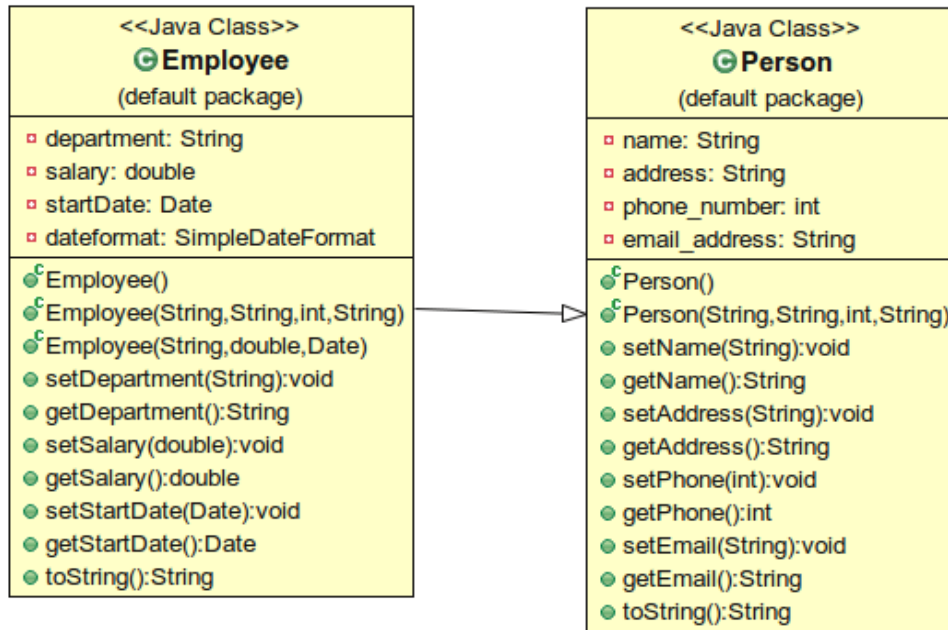 <<Java Class>>
Employee
(default package)
department: String
salary: double
startDate: Date
dateformat: SimpleDateFormat
Employee()
Employee(String,String,int,String)
Employee(String,double,Date)
setDepartment(String):void
getDepartment():String
setSalary(double):void
getSalary():double
setStartDate(Date):void
getStartDate():Date
toString():String
<<Java Class>>
Person
(default package)
name: String
address: String
phone_number: int
email_address: String
Person()
Person(String,String,int,String)
setName(String):void
getName():String
setAddress(String):void
getAddress():String
setPhone(int):void
getPhone():int
setEmail(String):void
getEmail():String
toString():String